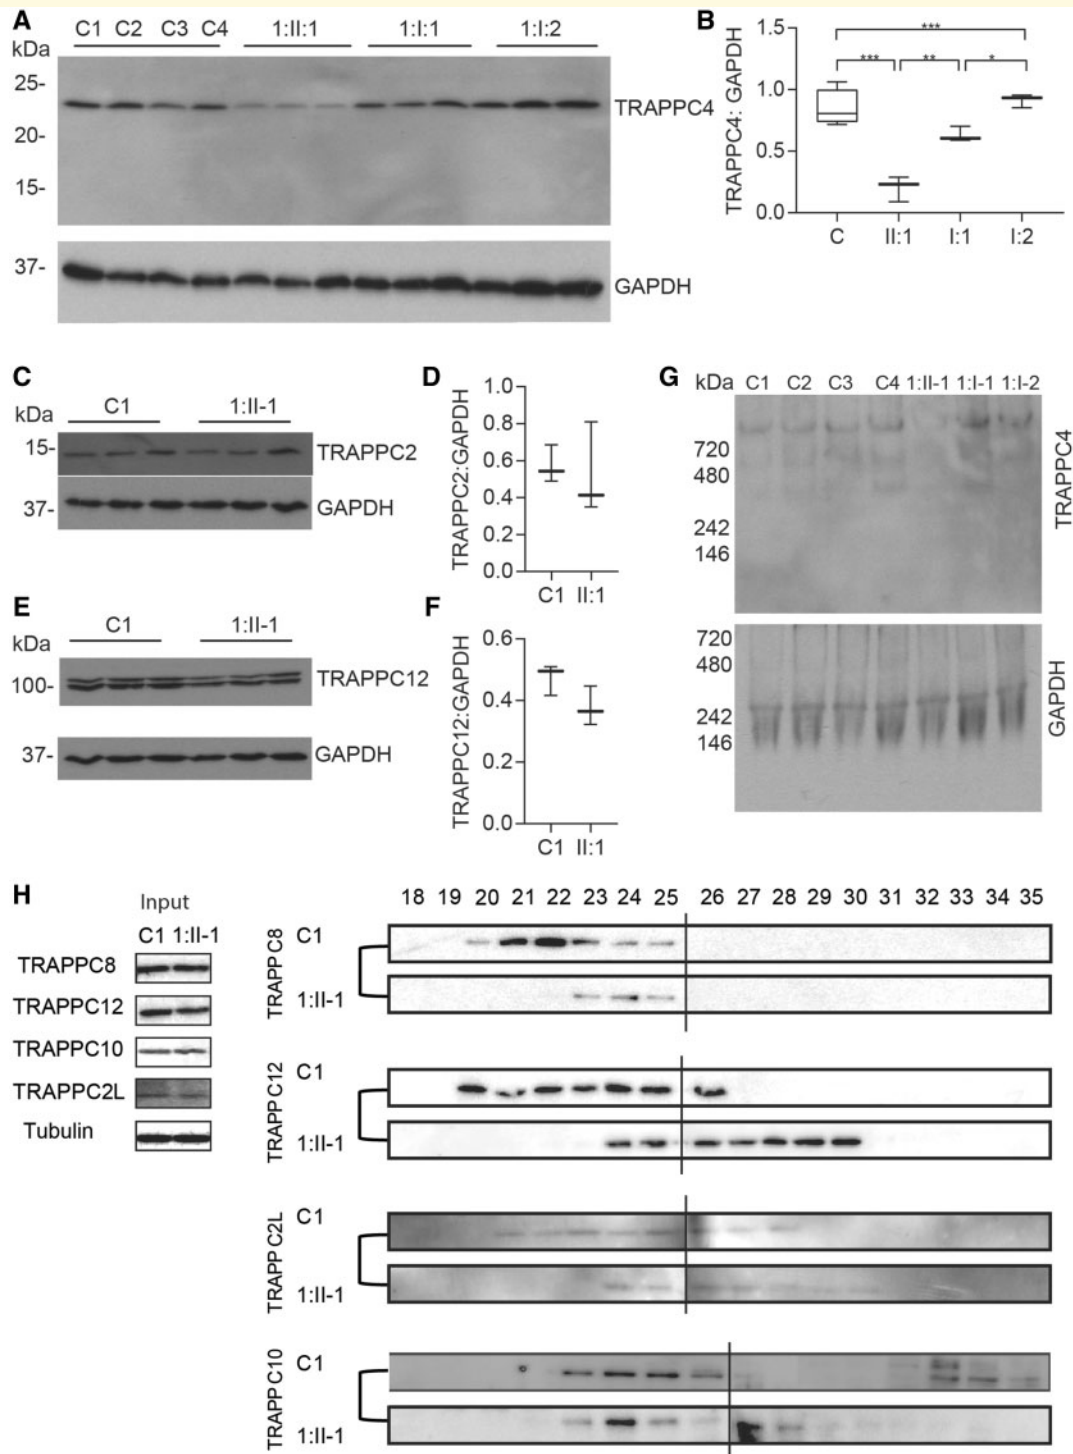 A
C1 C2 C3 C4 1:II:1 1:I:1 1:I:2
kDa
25-
TRAPPC4
20-
15-
37-
GAPDH
B
TRAPPC4: GAPDH
1.5
1.0
0.5
0.0
***
*** ** *
C II:1 I:1 I:2
C
kDa
C1 1:II-1
15-
TRAPPC2
37-
GAPDH
D
TRAPPC2:GAPDH
1.0
0.8
0.6
0.4
0.2
0.0
C1 II:1
E
kDa
C1 1:II-1
100-
TRAPPC12
37-
GAPDH
F
TRAPPC12:GAPDH
0.6
0.4
0.2
0.0
C1 II:1
G
kDa C1 C2 C3 C4 1:II-1 1:I-1 1:I-2
720
480
242
146
TRAPPC4
720
480
242
146
GAPDH
H
Input
C1 1:II-1
TRAPPC8
TRAPPC12
TRAPPC10
TRAPPC2L
Tubulin
18 19 20 21 22 23 24 25 26 27 28 29 30 31 32 33 34 35
TRAPPC8
C1
1:II-1
TRAPPC12
C1
1:II-1
TRAPPC2L
C1
1:II-1
TRAPPC10
C1
1:II-1